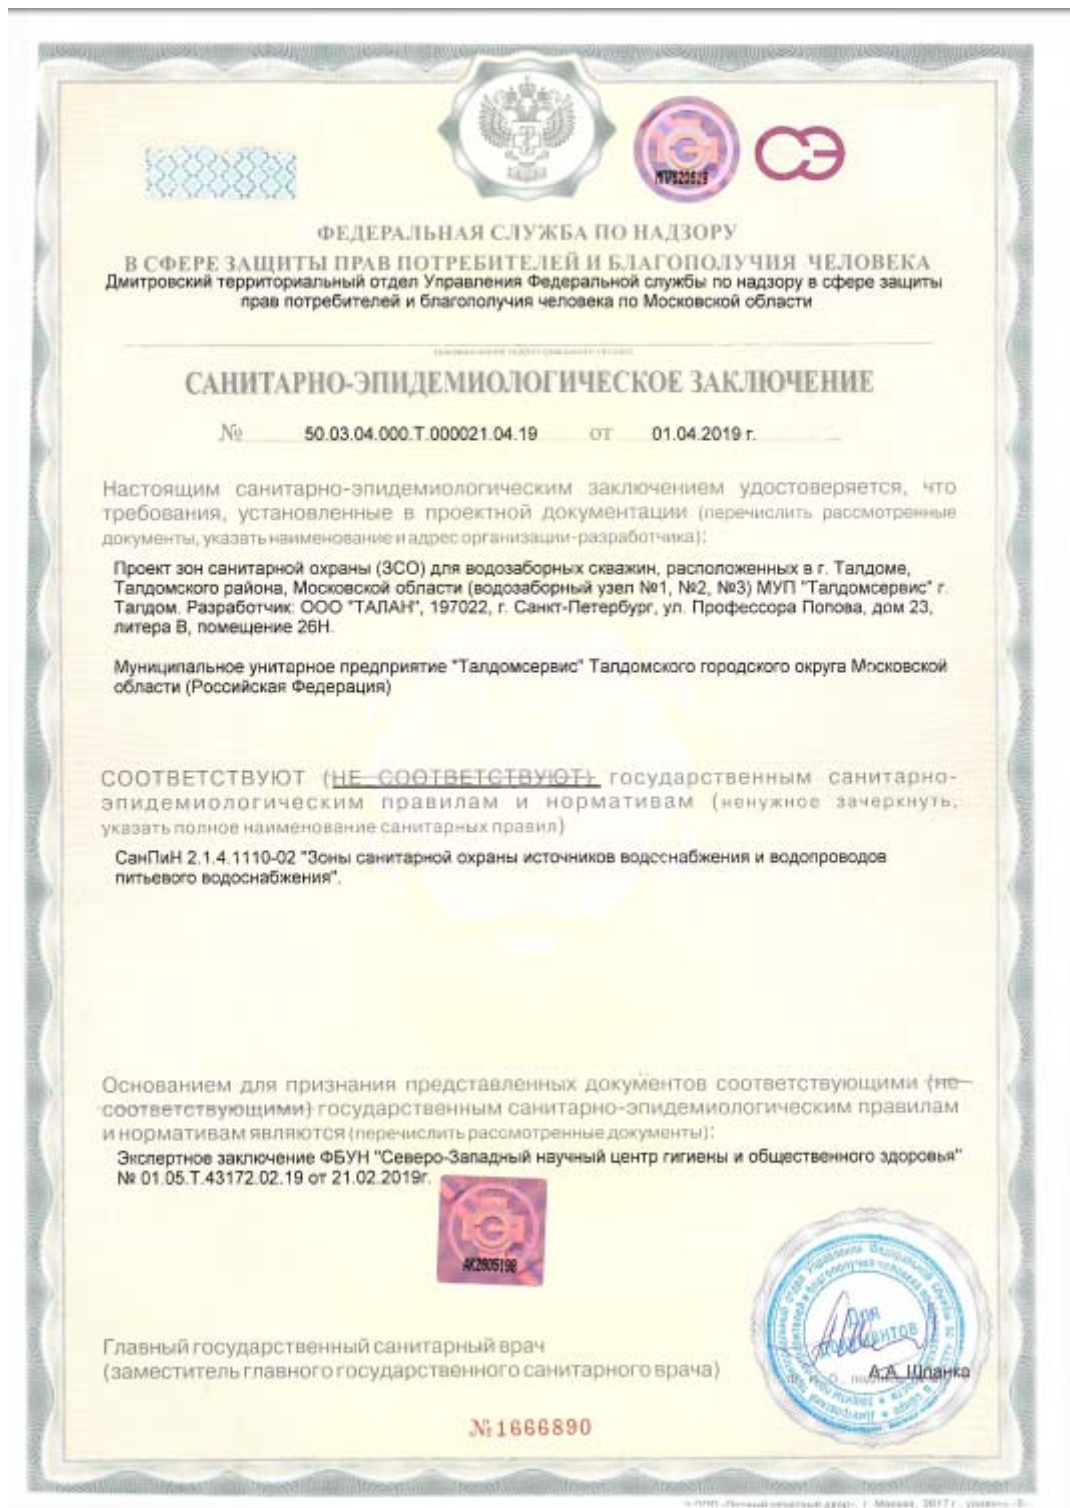 СЭ
ФЕДЕРАЛЬНАЯ СЛУЖБА ПО НАДЗОРУ
В СФЕРЕ ЗАЩИТЫ ПРАВ ПОТРЕБИТЕЛЕЙ И БЛАГОПОЛУЧИЯ ЧЕЛОВЕКА
Дмитровский территориальный отдел Управления Федеральной службы по надзору в сфере защиты
прав потребителей и благополучия человека по Московской области
САНИТАРНО-ЭПИДЕМИОЛОГИЧЕСКОЕ ЗАКЛЮЧЕНИЕ
№ 50.03.04.000.Т.000021.04.19 от 01.04.2019 г.
Настоящим санитарно-эпидемиологическим заключением удостоверяется, что
требования, установленные в проектной документации (перечислить рассмотренные
документы, указать наименование и адрес организации-разработчика):
Проект зон санитарной охраны (ЗСО) для водозаборных скважин, расположенных в г. Талдоме,
Талдомского района, Московской области (водозаборный узел №1, №2, №3) МУП "Талдомсервис" г.
Талдом. Разработчик: ООО "ТАЛАН", 197022, г. Санкт-Петербург, ул. Профессора Попова, дом 23,
литера В, помещение 26Н.
Муниципальное унитарное предприятие "Талдомсервис" Талдомского городского округа Московской
области (Российская Федерация)
СООТВЕТСТВУЮТ (НЕ СООТВЕТСТВУЮТ) государственным санитарно-
эпидемиологическим правилам и нормативам (ненужное зачеркнуть,
указать полное наименование санитарных правил)
СанПиН 2.1.4.1110-02 "Зоны санитарной охраны источников водоснабжения и водопроводов
питьевого водоснабжения".
Основанием для признания представленных документов соответствующими (не
соответствующими) государственным санитарно-эпидемиологическим правилам
и нормативам являются (перечислить рассмотренные документы):
Экспертное заключение ФБУН "Северо-Западный научный центр гигиены и общественного здоровья"
№ 01.05.Т.43172.02.19 от 21.02.2019г.
АК2605198
Главный государственный санитарный врач
(заместитель главного государственного санитарного врача)
А.А. Шпанко
№1666890